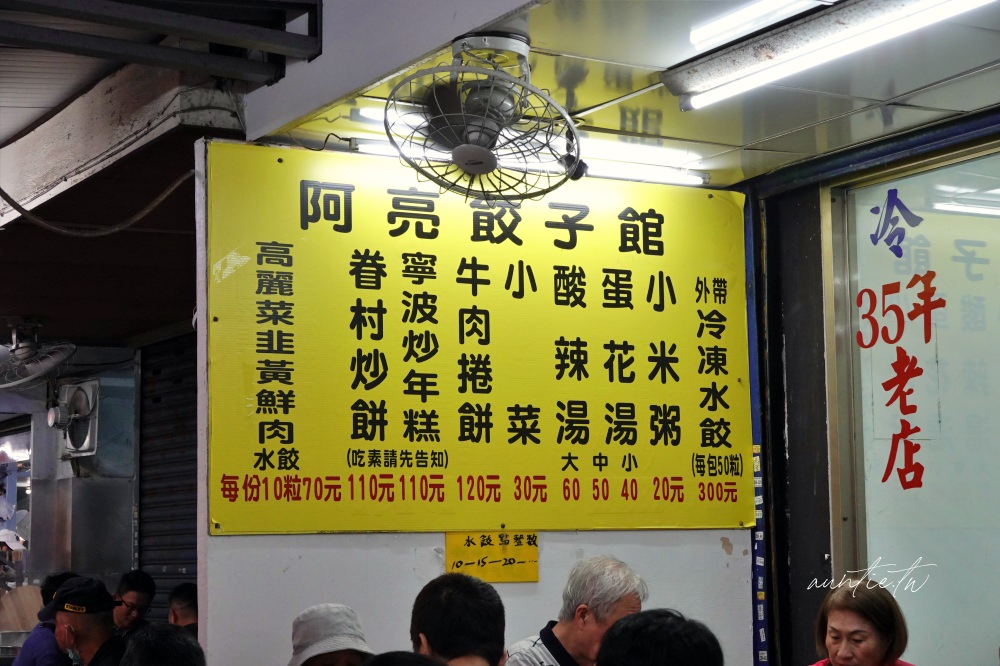 阿亮餃子館
高麗菜韭黃鮮肉水餃
每份10粒70元
眷村炒餅
110元
寧波炒年糕
110元
(吃素請先告知)
牛肉捲餅
120元
小菜
30元
酸辣湯
蛋花湯
大中小
60 50 40
小米粥
20元
外帶冷凍水餃
(每包50粒)
300元
水餃點整數
10-15-20-...
冷
35年
老店
auntie.tw